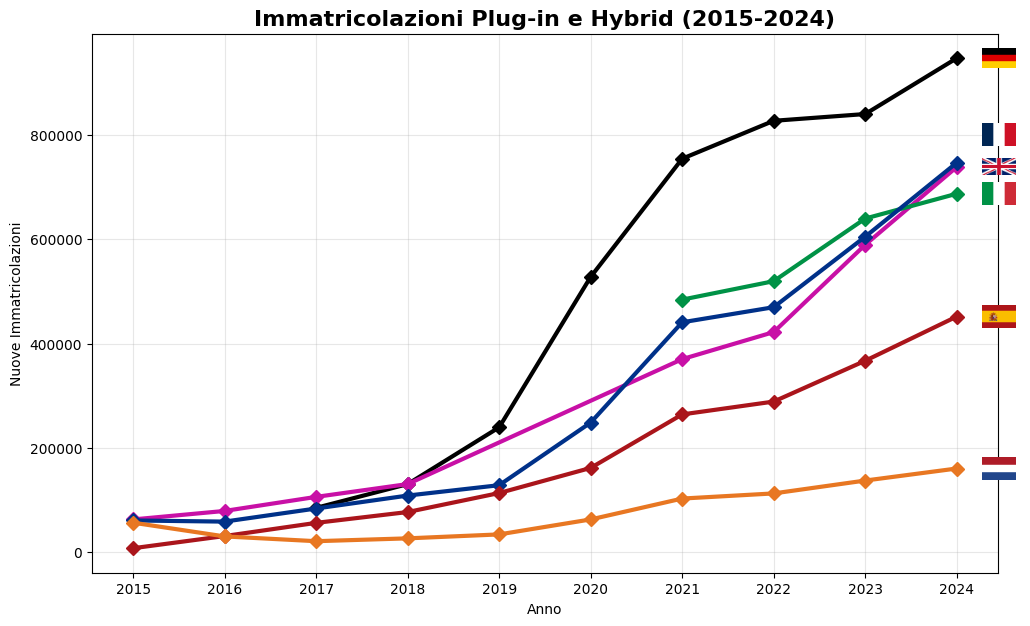 Immatricolazioni Plug-in e Hybrid (2015-2024)
Nuove Immatricolazioni
800000
600000
400000
200000
0
2015 2016 2017 2018 2019 2020 2021 2022 2023 2024
Anno